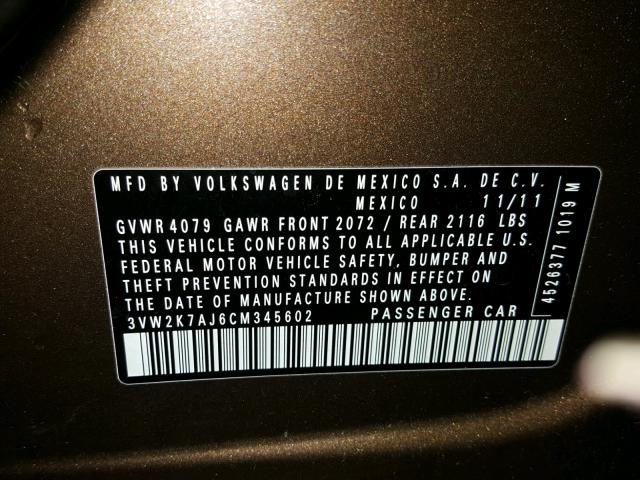 MFD BY VOLKSWAGEN DE MEXICO S.A. DE C.V.
MEXICO 11/11
GVWR 4079 GAWR FRONT 2072 / REAR 2116 LBS
THIS VEHICLE CONFORMS TO ALL APPLICABLE U.S.
FEDERAL MOTOR VEHICLE SAFETY, BUMPER AND
THEFT PREVENTION STANDARDS IN EFFECT ON
THE DATE OF MANUFACTURE SHOWN ABOVE.
3VW2K7AJ6CM345602 PASSENGER CAR
4526377 1019 M